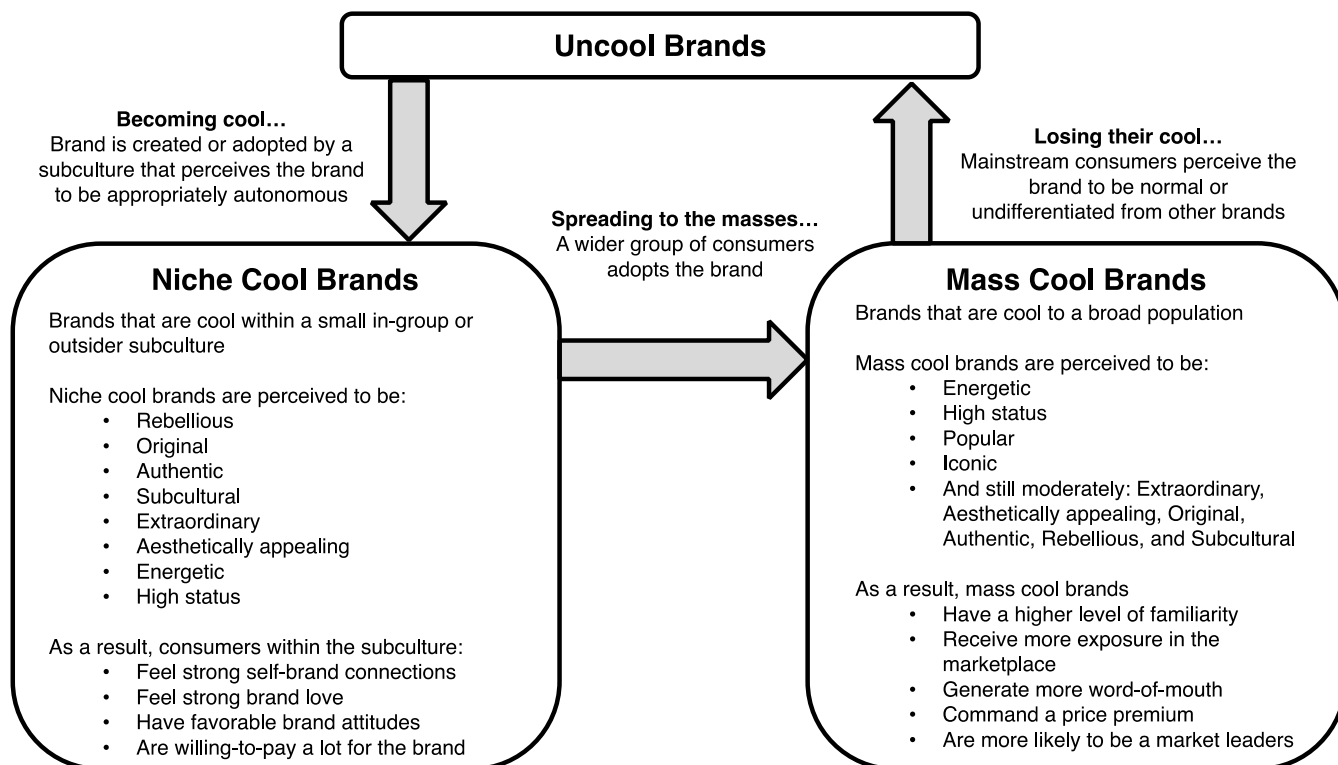 Uncool Brands
Becoming cool...
Brand is created or adopted by a
subculture that perceives the brand
to be appropriately autonomous
Losing their cool...
Mainstream consumers perceive the
brand to be normal or
undifferentiated from other brands
Spreading to the masses...
A wider group of consumers
adopts the brand
Niche Cool Brands
Brands that are cool within a small in-group or
outsider subculture
Niche cool brands are perceived to be:
• Rebellious
• Original
• Authentic
• Subcultural
• Extraordinary
• Aesthetically appealing
• Energetic
• High status
As a result, consumers within the subculture:
• Feel strong self-brand connections
• Feel strong brand love
• Have favorable brand attitudes
• Are willing-to-pay a lot for the brand
Mass Cool Brands
Brands that are cool to a broad population
Mass cool brands are perceived to be:
• Energetic
• High status
• Popular
• Iconic
• And still moderately: Extraordinary,
Aesthetically appealing, Original,
Authentic, Rebellious, and Subcultural
As a result, mass cool brands
• Have a higher level of familiarity
• Receive more exposure in the
marketplace
• Generate more word-of-mouth
• Command a price premium
• Are more likely to be a market leaders